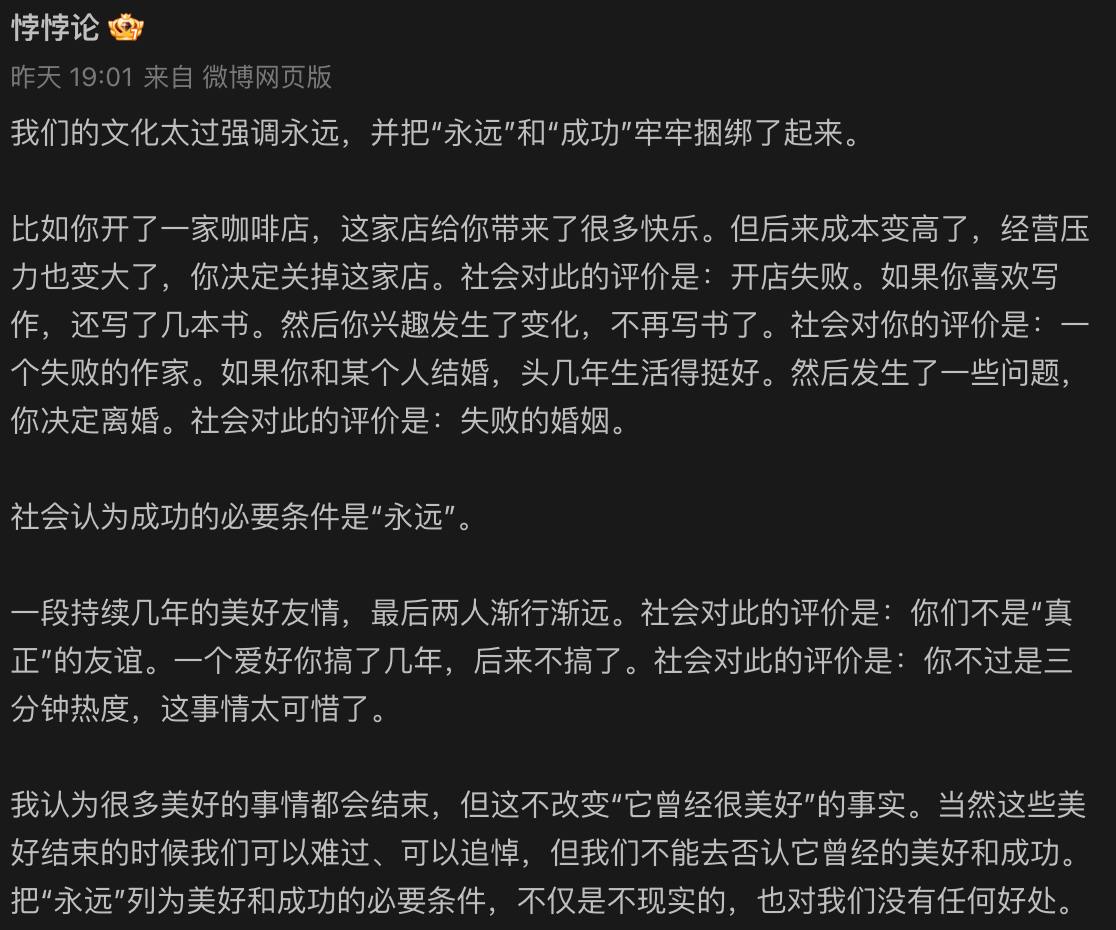 悖悖论
昨天 19:01 来自 微博网页版
我们的文化太过强调永远，并把“永远”和“成功”牢牢捆绑了起来。
比如你开了一家咖啡店，这家店给你带来了很多快乐。但后来成本变高了，经营压
力也变大了，你决定关掉这家店。社会对此的评价是：开店失败。如果你喜欢写
作，还写了几本书。然后你兴趣发生了变化，不再写书了。社会对你的评价是：一
个失败的作家。如果你和某个人结婚，头几年生活得挺好。然后发生了一些问题，
你决定离婚。社会对此的评价是：失败的婚姻。
社会认为成功的必要条件是“永远”。
一段持续几年的美好友情，最后两人渐行渐远。社会对此的评价是：你们不是“真
正”的友谊。一个爱好你搞了几年，后来不搞了。社会对此的评价是：你不过是三
分钟热度，这事情太可惜了。
我认为很多美好的事情都会结束，但这不改变“它曾经很美好”的事实。当然这些美
好结束的时候我们可以难过、可以追悼，但我们不能去否认它曾经的美好和成功。
把“永远”列为美好和成功的必要条件，不仅是不现实的，也对我们没有任何好处。